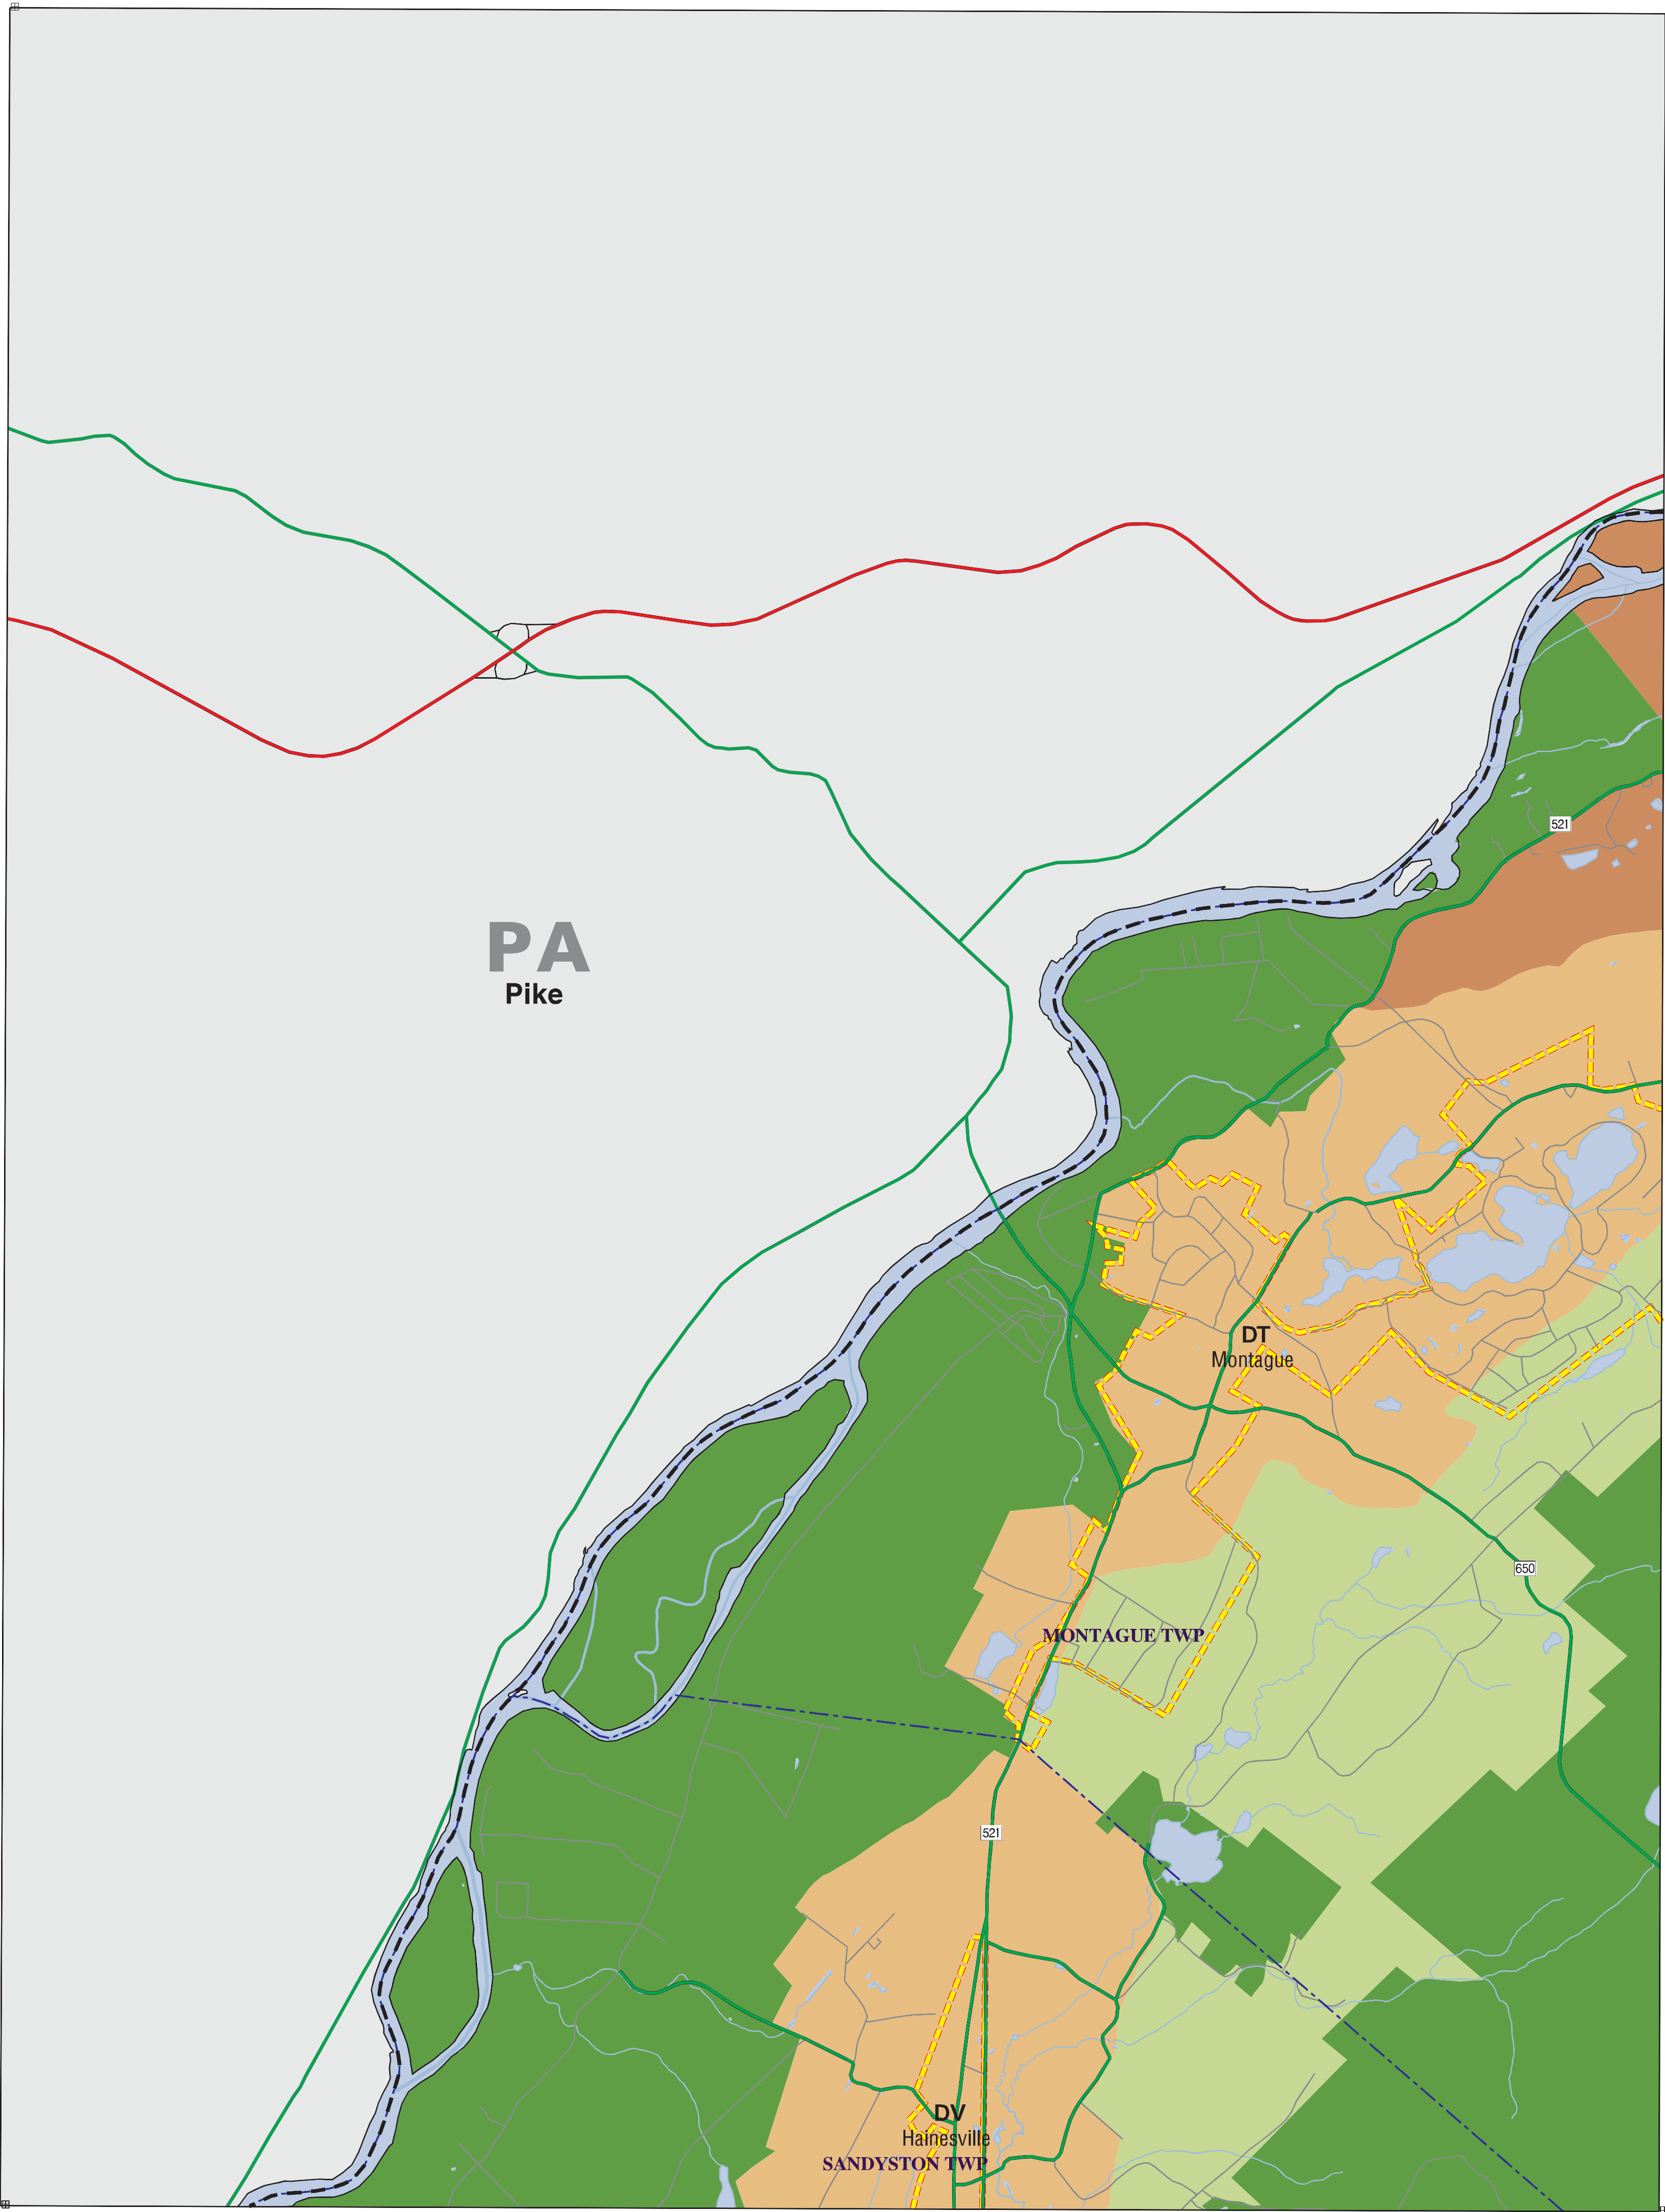 521
PA
Pike
DT
Montague
650
MONTAGUE TWP
521
DV
Hainesville
SANDYSTON TWP